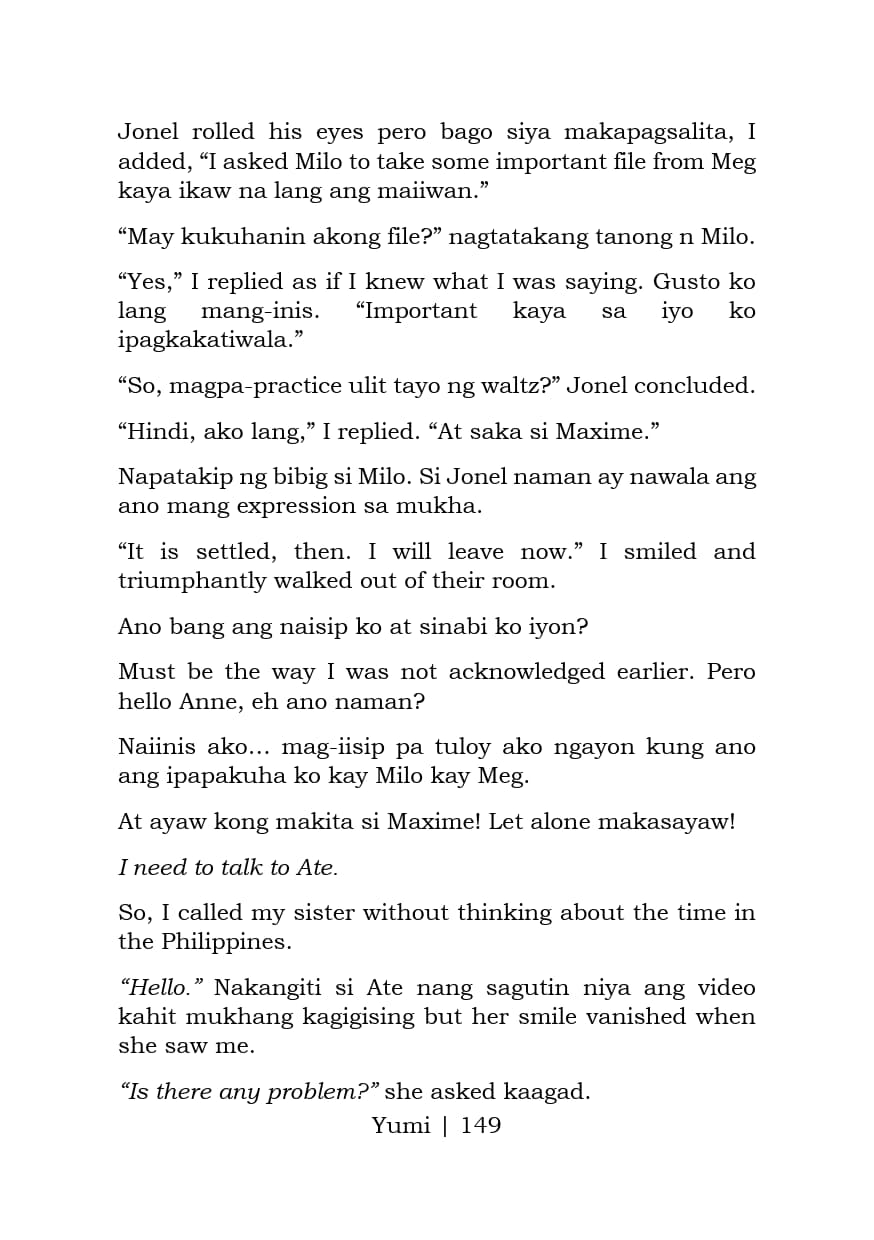 Jonel rolled his eyes pero bago siya makapagsalita, I
added, “I asked Milo to take some important file from Meg
kaya ikaw na lang ang maiiwan.”
“May kukuhanin akong file?” nagtatakang tanong n Milo.
“Yes,” I replied as if I knew what I was saying. Gusto ko
lang mang-inis. “Important kaya sa iyo ko
ipagkakatiwala.”
“So, magpa-practice ulit tayo ng waltz?” Jonel concluded.
“Hindi, ako lang,” I replied. “At saka si Maxime.”
Napatakip ng bibig si Milo. Si Jonel naman ay nawala ang
ano mang expression sa mukha.
“It is settled, then. I will leave now.” I smiled and
triumphantly walked out of their room.
Ano bang ang naisip ko at sinabi ko iyon?
Must be the way I was not acknowledged earlier. Pero
hello Anne, eh ano naman?
Naiinis ako… mag-iisip pa tuloy ako ngayon kung ano
ang ipapakuha ko kay Milo kay Meg.
At ayaw kong makita si Maxime! Let alone makasayaw!
I need to talk to Ate.
So, I called my sister without thinking about the time in
the Philippines.
“Hello.” Nakangiti si Ate nang sagutin niya ang video
kahit mukhang kagigising but her smile vanished when
she saw me.
“Is there any problem?” she asked kaagad.
Yumi | 149